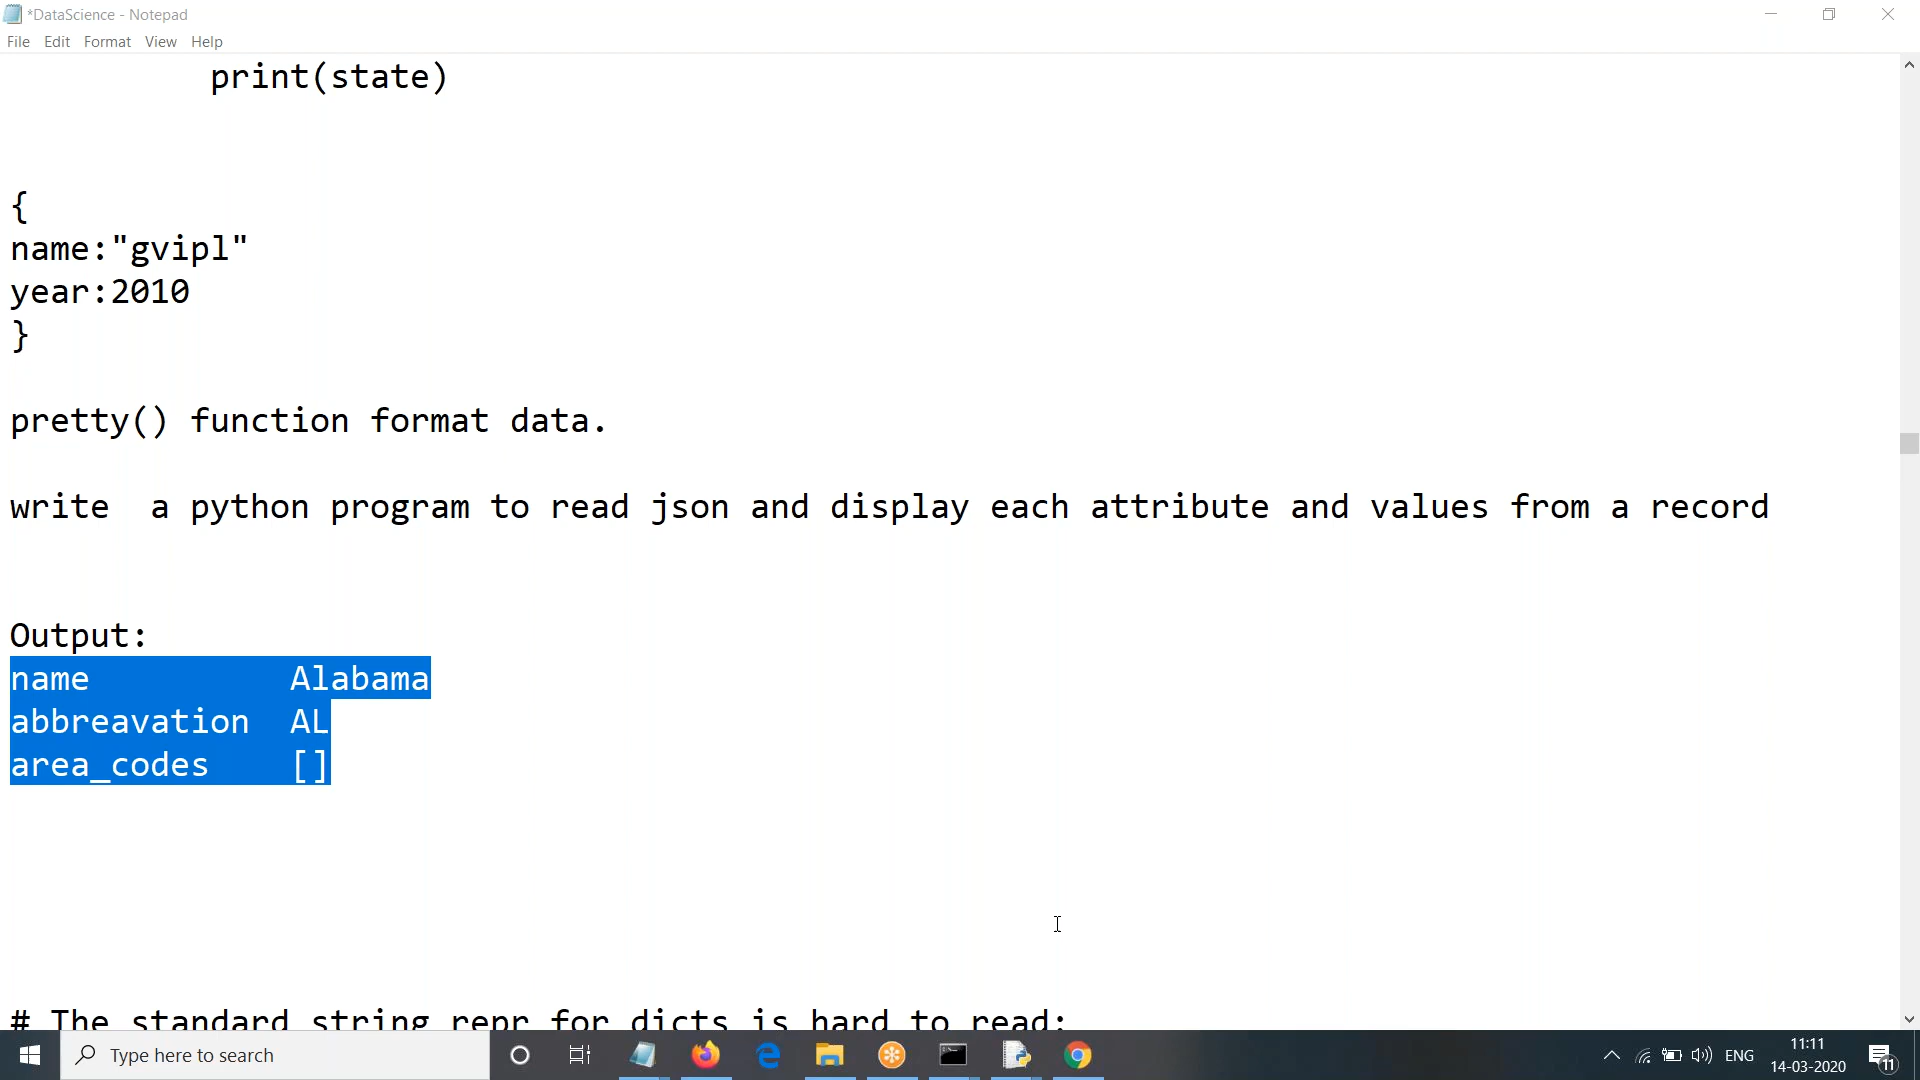 *DataScience - Notepad
File Edit Format View Help
print(state)
{
name:"gvipl"
year:2010
}
pretty() function format data.
write  a python program to read json and display each attribute and values from a record
Output:
name          Alabama
abbreavation  AL
area_codes    []
# The standard string repr for dicts is hard to read:
Type here to search
ENG
11:11
14-03-2020
11